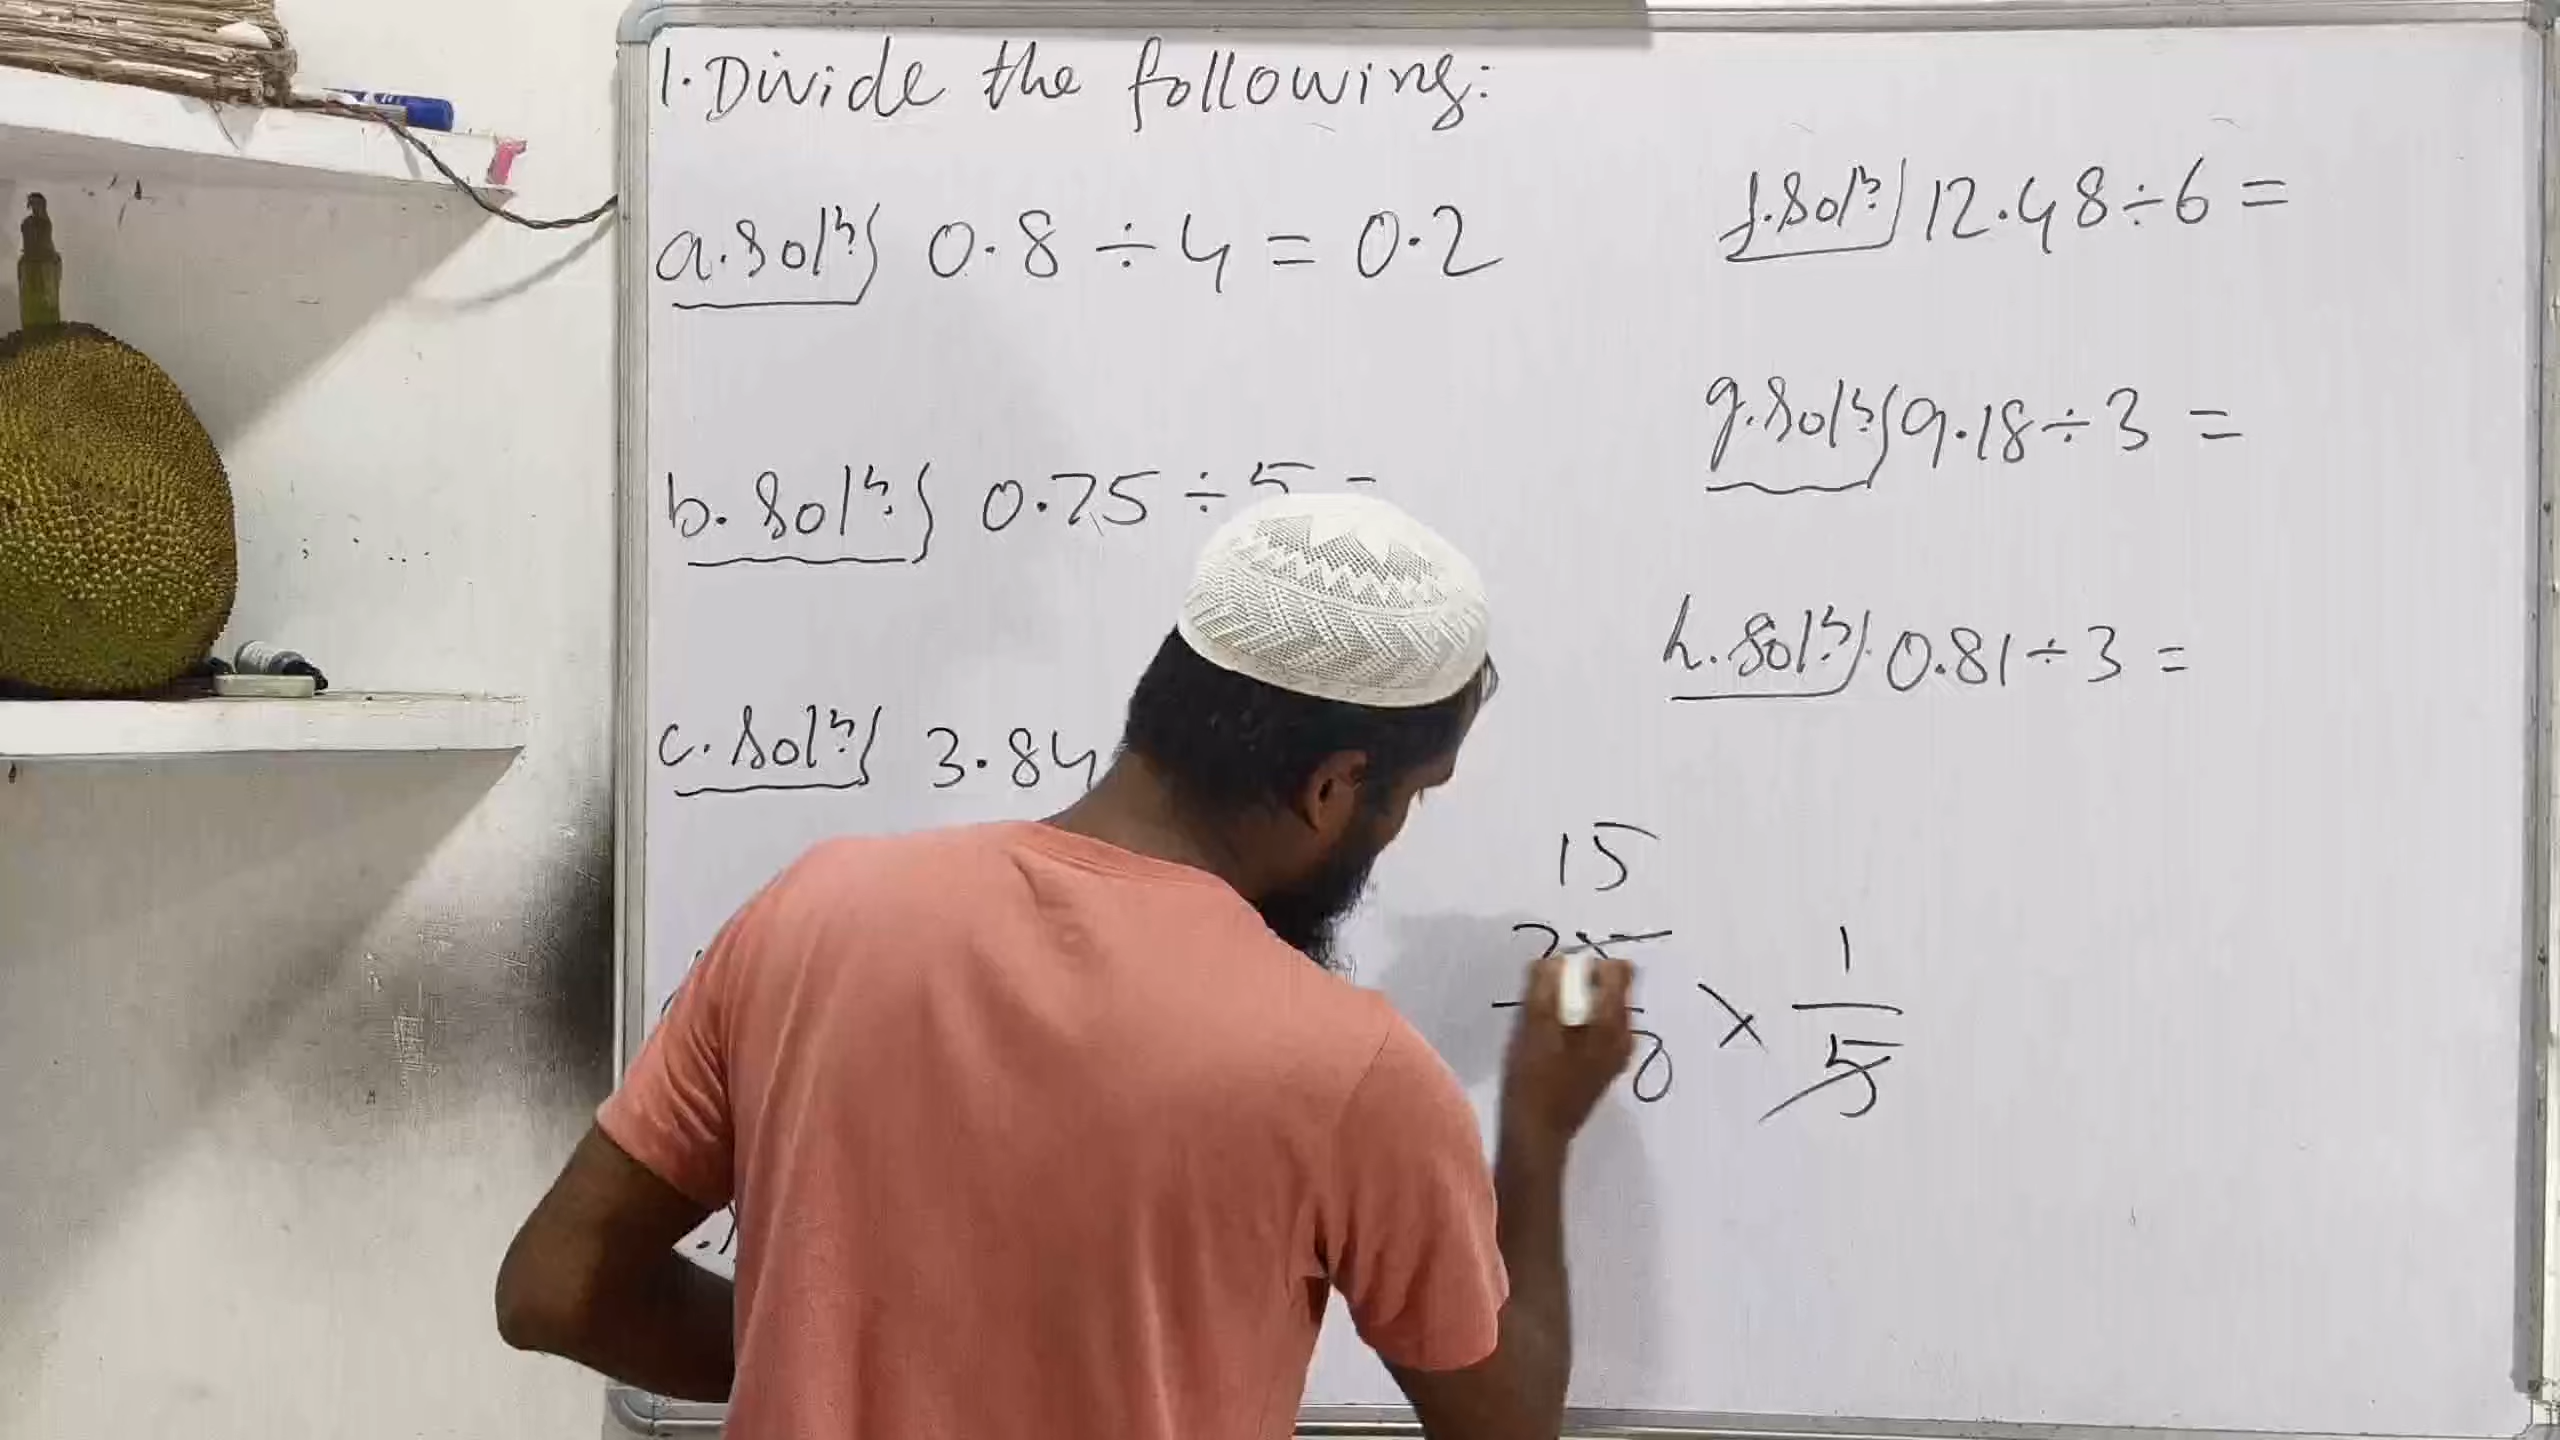 1. Divide the following:
a. Solⁿ: 0.8 ÷ 4 = 0.2
b. Solⁿ: 0.75 ÷ 5 =
c. Solⁿ: 3.84
f. Solⁿ: 12.48 ÷ 6 =
g. Solⁿ: 9.18 ÷ 3 =
h. Solⁿ: 0.81 ÷ 3 =
15
× 1
5